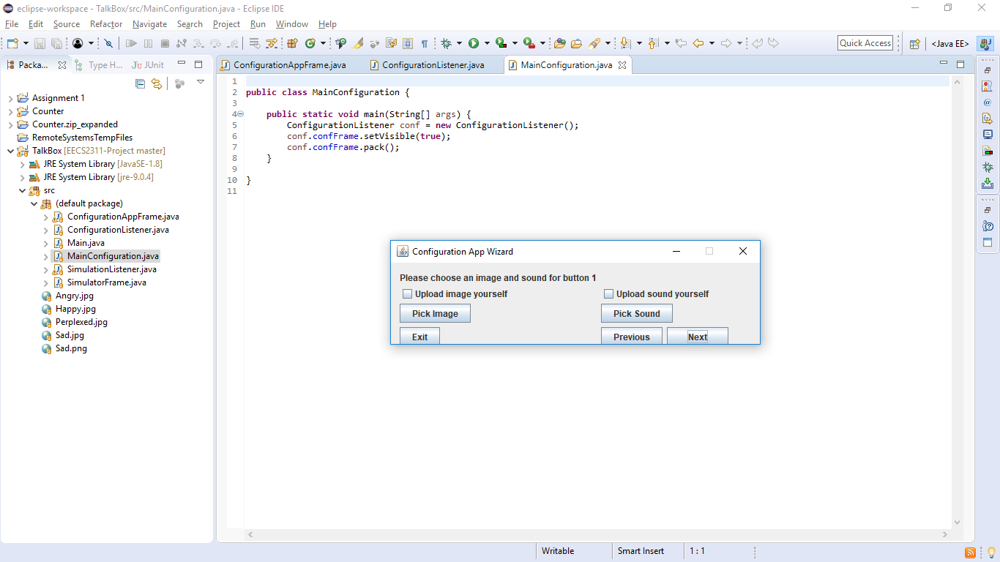 eclipse-workspace - TalkBox/src/MainConfiguration.java - Eclipse IDE
File Edit Source Refactor Navigate Search Project Run Window Help
Quick Access <Java EE>
Packa... Type H... JUnit
ConfigurationAppFrame.java ConfigurationListener.java MainConfiguration.java
Assignment 1
Counter
Counter.zip_expanded
RemoteSystemsTempFiles
TalkBox [EECS2311-Project master]
JRE System Library [JavaSE-1.8]
JRE System Library [jre-9.0.4]
src
(default package)
ConfigurationAppFrame.java
ConfigurationListener.java
Main.java
MainConfiguration.java
SimulationListener.java
SimulatorFrame.java
Angry.jpg
Happy.jpg
Perplexed.jpg
Sad.jpg
Sad.png
1
2 public class MainConfiguration {
3
4 public static void main(String[] args) {
5 ConfigurationListener conf = new ConfigurationListener();
6 conf.confFrame.setVisible(true);
7 conf.confFrame.pack();
8 }
9
10 }
11
Configuration App Wizard
Please choose an image and sound for button 1
Upload image yourself Upload sound yourself
Pick Image Pick Sound
Exit Previous Next
Writable Smart Insert 1 : 1